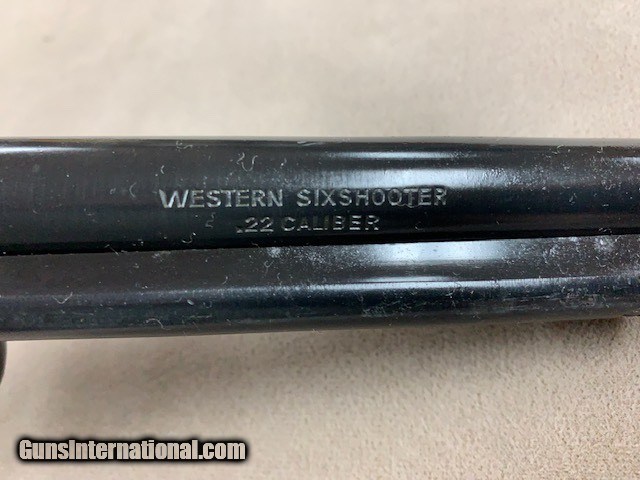 WESTERN SIXSHOOTER
.22 CALIBER
GunsInternational.com